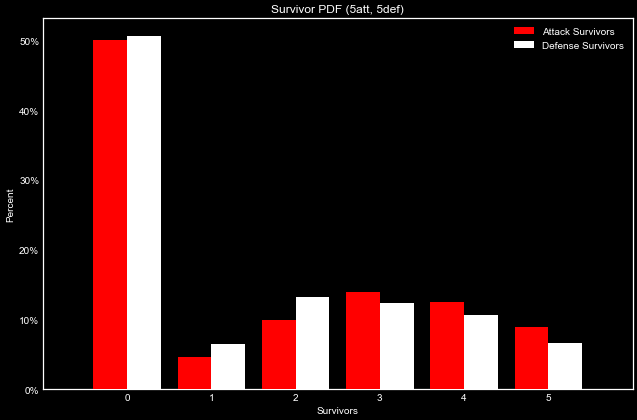 Survivor PDF (5att, 5def)
Attack Survivors
Defense Survivors
Percent
50%
40%
30%
20%
10%
0%
0 1 2 3 4 5
Survivors